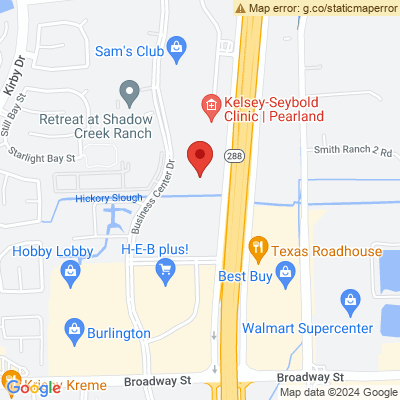 Map error: g.co/staticmaperror
Kirby Dr
Sam's Club
Still Bay St
Retreat at Shadow
Creek Ranch
Kelsey-Seybold
Clinic | Pearland
Starlight Bay St
Business Center Dr
288
Smith Ranch 2 Rd
Hickory Slough
Hobby Lobby
H-E-B plus!
Texas Roadhouse
Best Buy
Burlington
Walmart Supercenter
Krispy Kreme
Google
Broadway St
Broadway St
Map data ©2024 Google